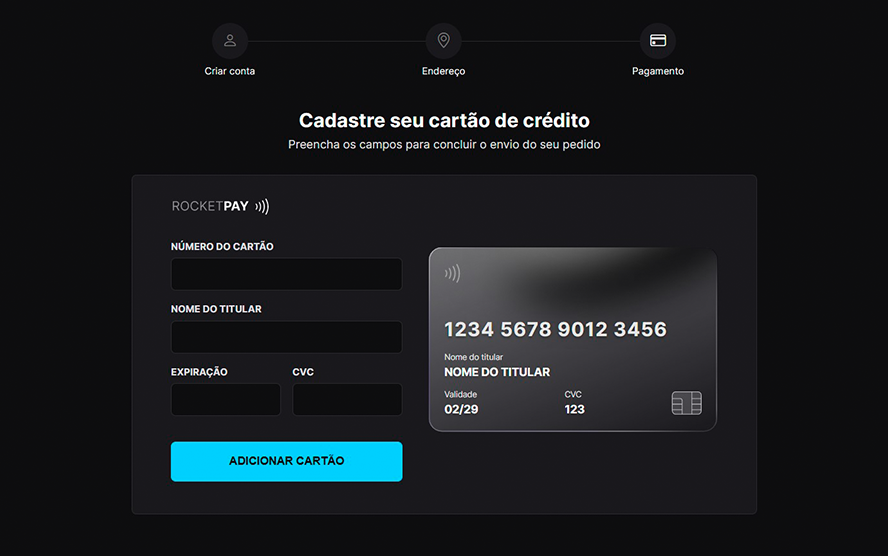 Criar conta
Endereço
Pagamento
Cadastre seu cartão de crédito
Preencha os campos para concluir o envio do seu pedido
ROCKETPAY
NÚMERO DO CARTÃO
NOME DO TITULAR
EXPIRAÇÃO
CVC
ADICIONAR CARTÃO
1234 5678 9012 3456
Nome do titular
NOME DO TITULAR
Validade
CVC
02/29
123